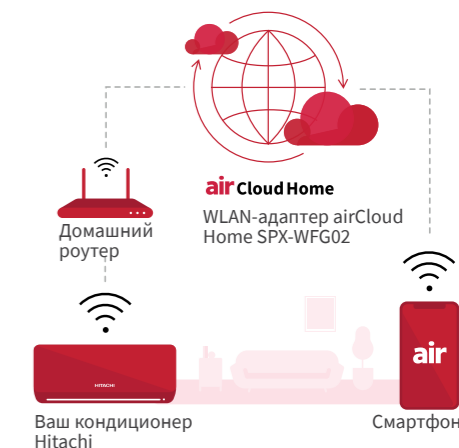 air Cloud Home
WLAN-адаптер airCloud
Home SPX-WFG02
Домашний
роутер
HITACHI
air
Ваш кондиционер
Hitachi
Смартфон